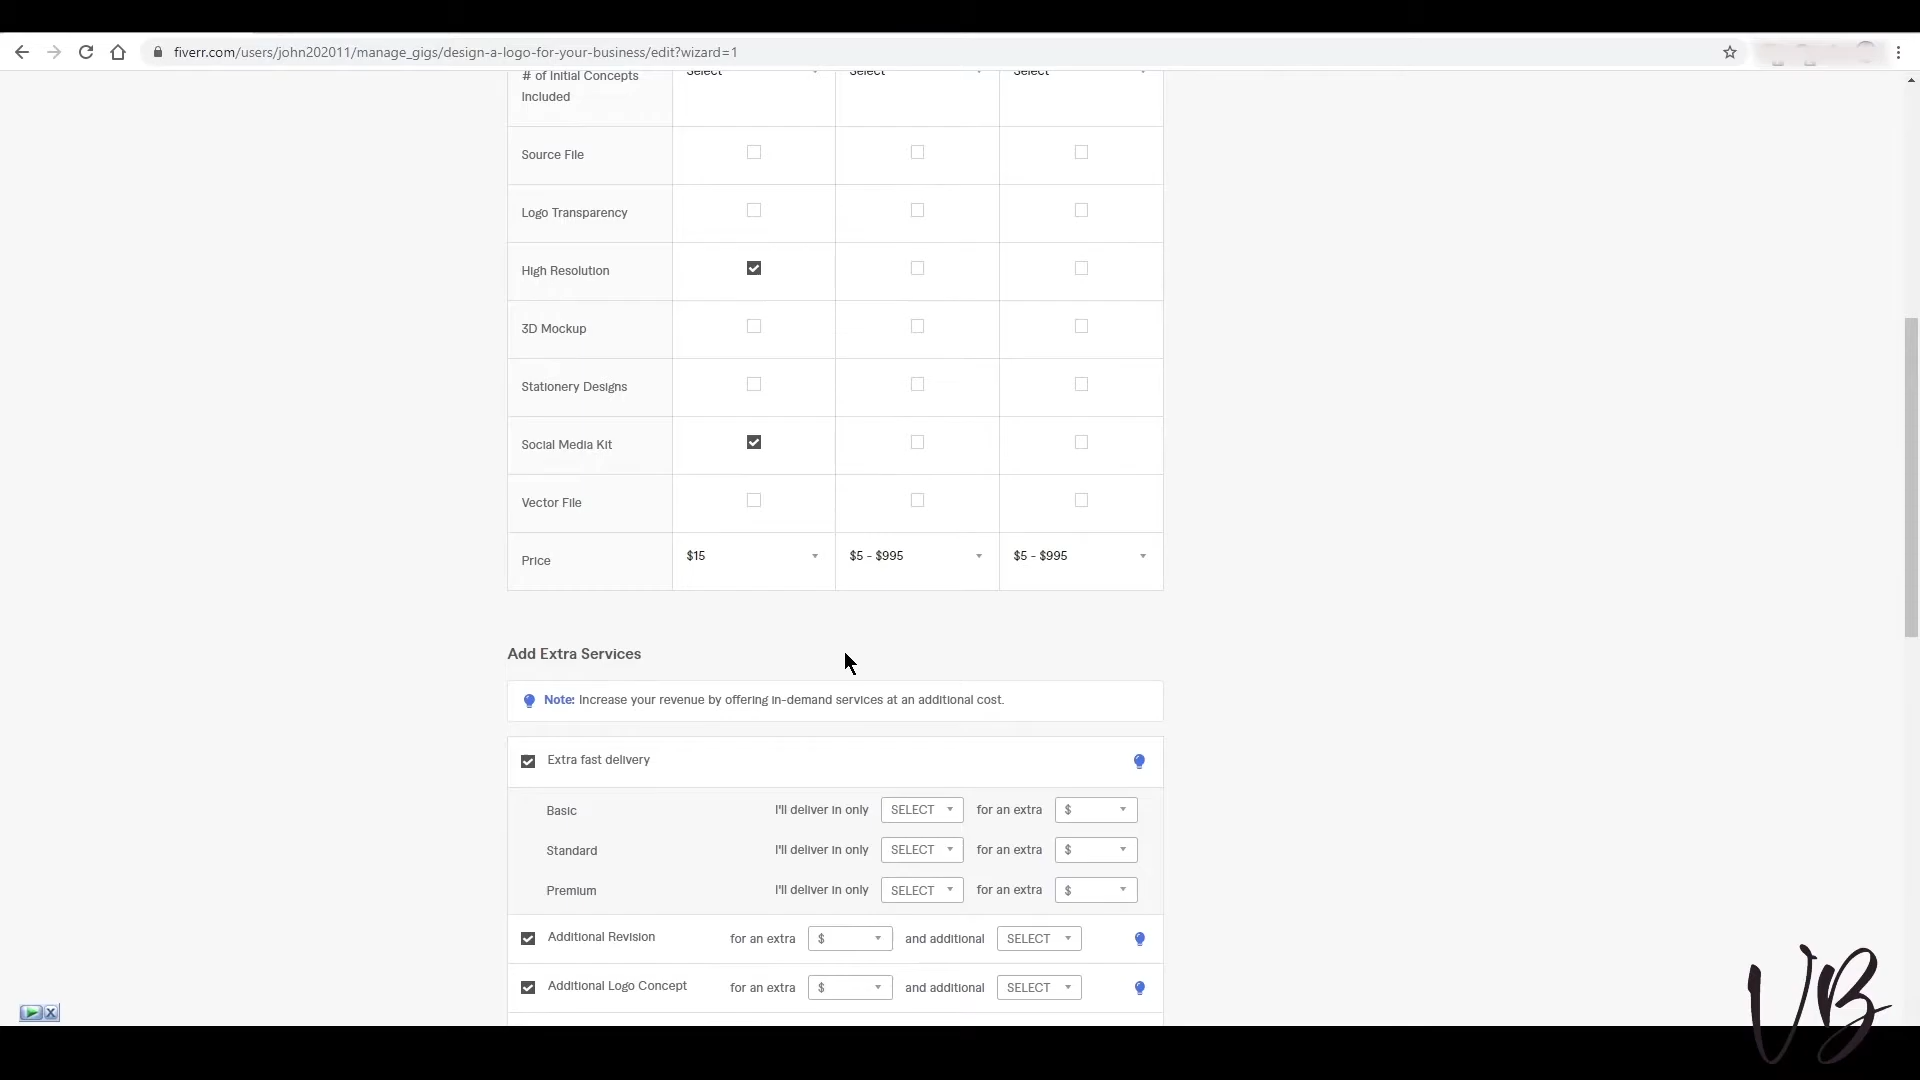 fiverr.com/users/john202011/manage_gigs/design-a-logo-for-your-business/edit?wizard=1
# of Initial Concepts Select Select Select
Included
Source File
Logo Transparency
High Resolution
3D Mockup
Stationery Designs
Social Media Kit
Vector File
Price $15 $5 - $995 $5 - $995
Add Extra Services
Note: Increase your revenue by offering in-demand services at an additional cost.
Extra fast delivery
Basic I'll deliver in only SELECT for an extra $
Standard I'll deliver in only SELECT for an extra $
Premium I'll deliver in only SELECT for an extra $
Additional Revision for an extra $ and additional SELECT
Additional Logo Concept for an extra $ and additional SELECT
VB